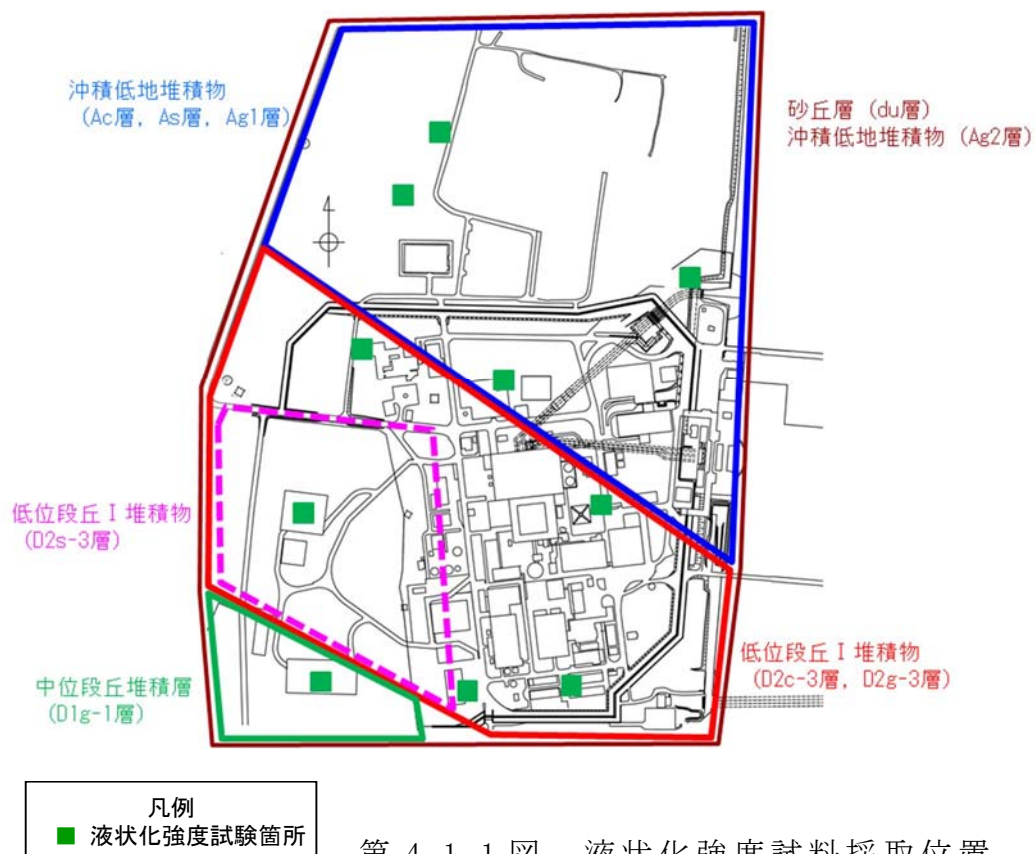 沖積低地堆積物
(Ac層, As層, Ag1層)
砂丘層 (du層)
沖積低地堆積物 (Ag2層)
低位段丘Ⅰ堆積物
(D2s-3層)
中位段丘堆積層
(D1g-1層)
低位段丘Ⅰ堆積物
(D2c-3層, D2g-3層)
凡例
■ 液状化強度試験箇所
第 4.1-1図 液状化強度試料採取位置